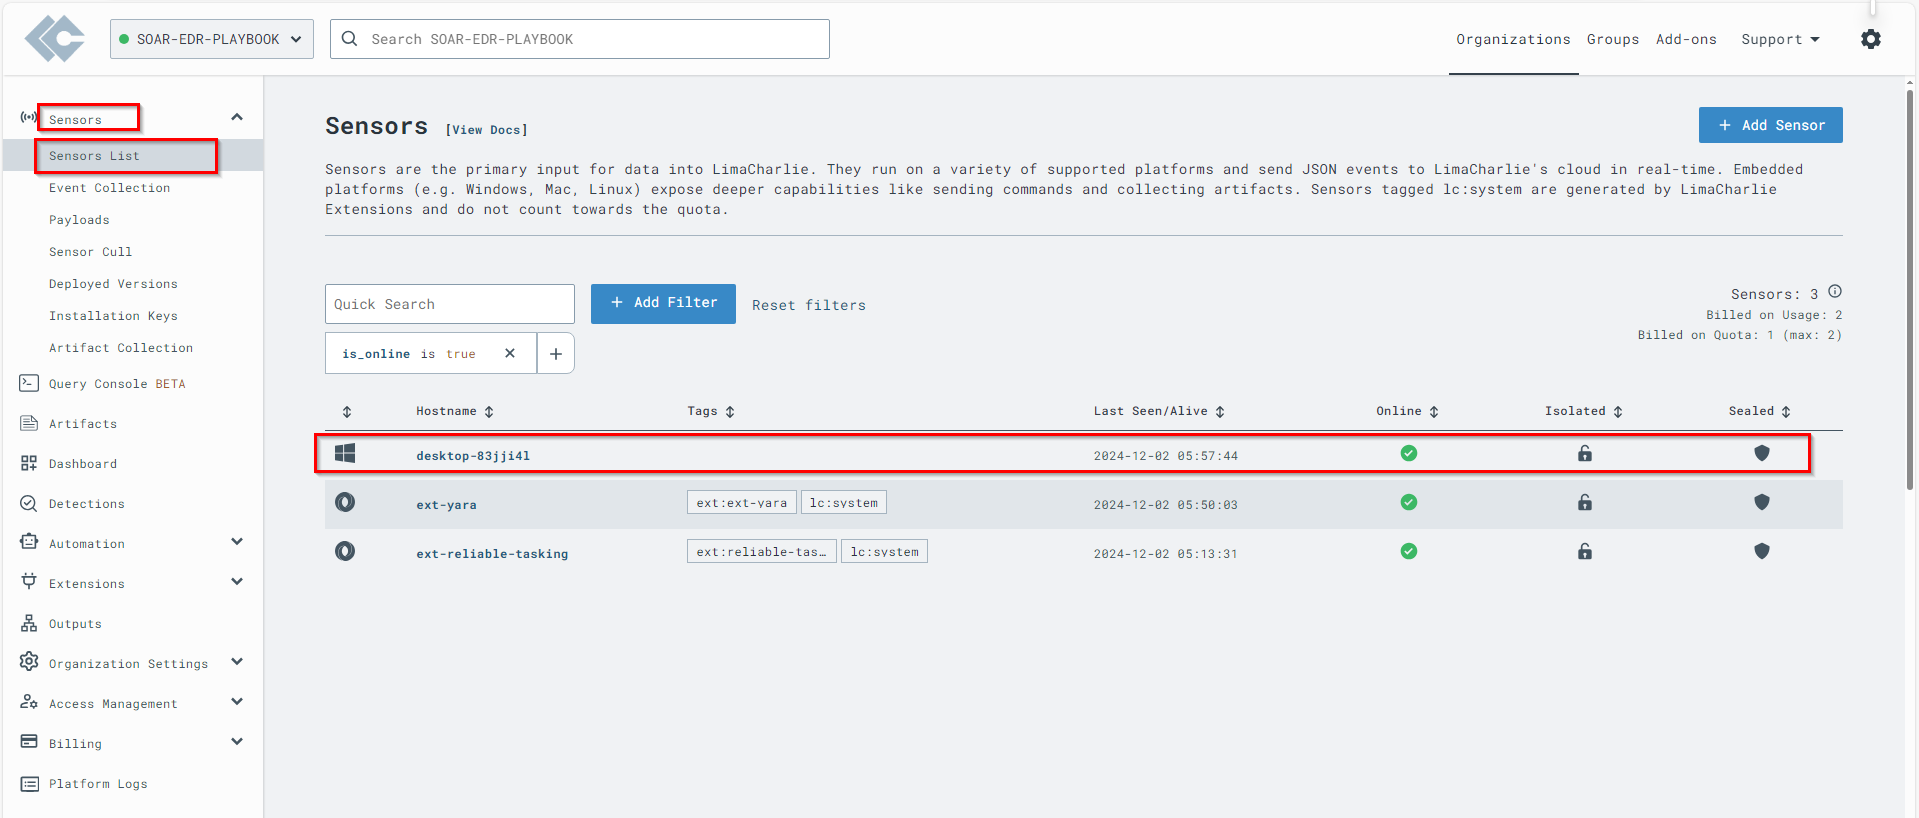 SOAR-EDR-PLAYBOOK
Search SOAR-EDR-PLAYBOOK
Organizations Groups Add-ons Support
Sensors
Sensors List
Event Collection
Payloads
Sensor Cull
Deployed Versions
Installation Keys
Artifact Collection
Query Console BETA
Artifacts
Dashboard
Detections
Automation
Extensions
Outputs
Organization Settings
Access Management
Billing
Platform Logs
Sensors [View Docs]
+ Add Sensor
Sensors are the primary input for data into LimaCharlie. They run on a variety of supported platforms and send JSON events to LimaCharlie's cloud in real-time. Embedded
platforms (e.g. Windows, Mac, Linux) expose deeper capabilities like sending commands and collecting artifacts. Sensors tagged lc:system are generated by LimaCharlie
Extensions and do not count towards the quota.
Quick Search
+ Add Filter
Reset filters
Sensors: 3
Billed on Usage: 2
Billed on Quota: 1 (max: 2)
is_online is true
Hostname Tags Last Seen/Alive Online Isolated Sealed
desktop-83jji4l 2024-12-02 05:57:44
ext-yara ext:ext-yara lc:system 2024-12-02 05:50:03
ext-reliable-tasking ext:reliable-tas… lc:system 2024-12-02 05:13:31